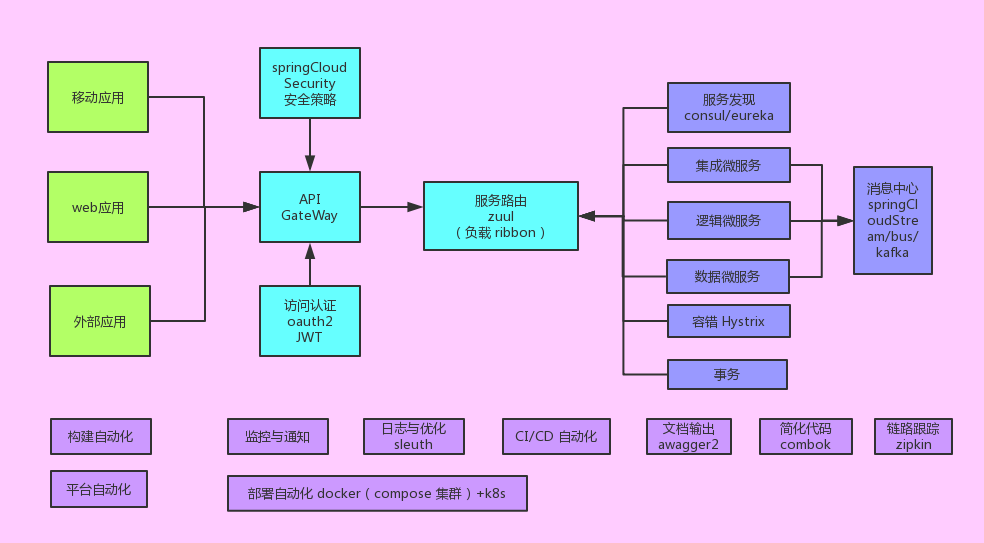 移动应用
springCloud
Security
安全策略
web应用
API
GateWay
外部应用
访问认证
oauth2
JWT
服务路由
zuul
（负载 ribbon）
服务发现
consul/eureka
集成微服务
逻辑微服务
数据微服务
容错 Hystrix
事务
消息中心
springCl
oudStre
am/bus/
kafka
构建自动化
监控与通知
日志与优化
sleuth
CI/CD 自动化
文档输出
awagger2
简化代码
combok
链路跟踪
zipkin
平台自动化
部署自动化 docker（compose 集群）+k8s